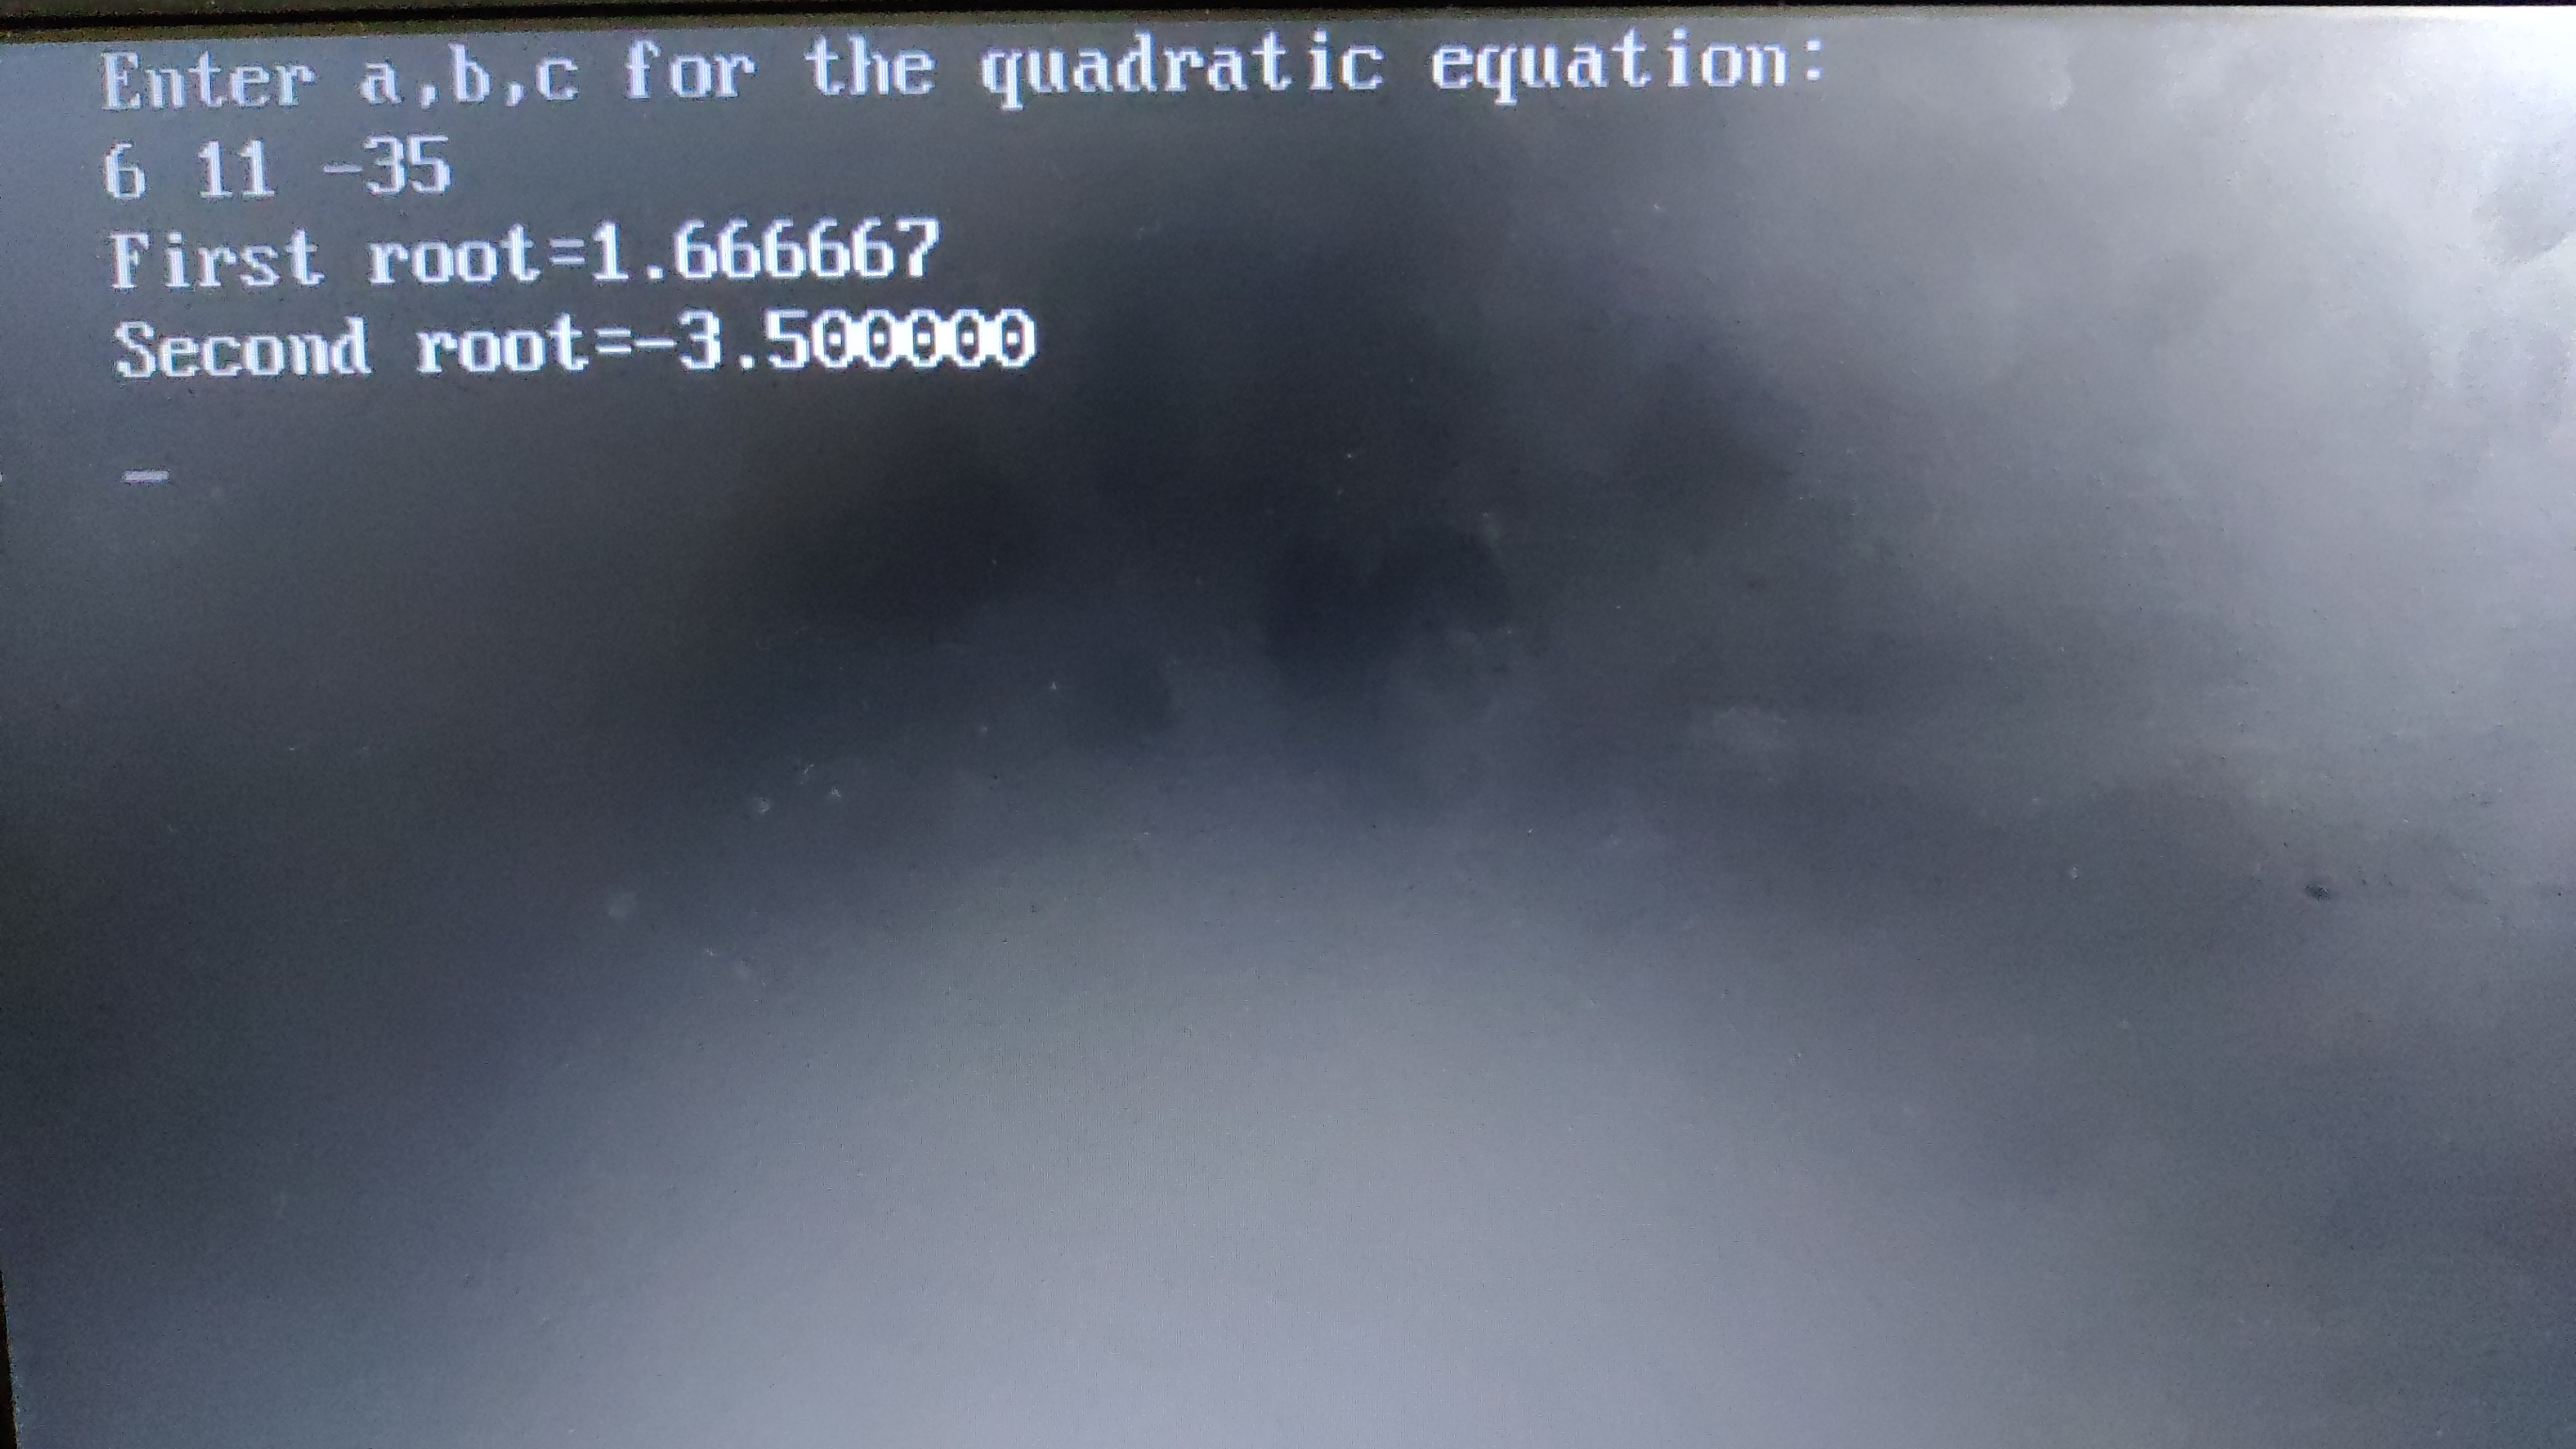 Enter a,b,c for the quadratic equation:
6 11 -35
First root=1.666667
Second root=-3.500000
_